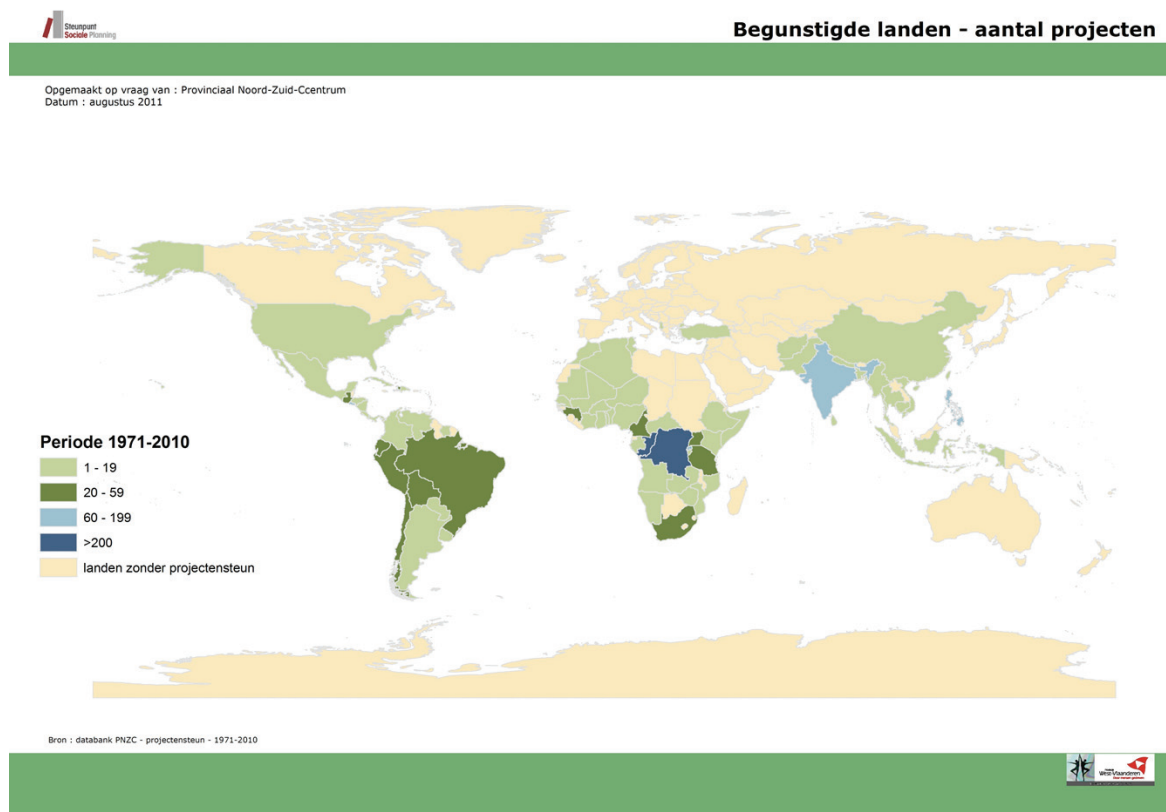 Steunpunt
Sociale Planning
Begunstigde landen - aantal projecten
Opgemaakt op vraag van : Provinciaal Noord-Zuid-Ccentrum
Datum : augustus 2011
Periode 1971-2010
1 - 19
20 - 59
60 - 199
>200
landen zonder projectensteun
Bron : databank PNZC - projectensteun - 1971-2010
West-Vlaanderen